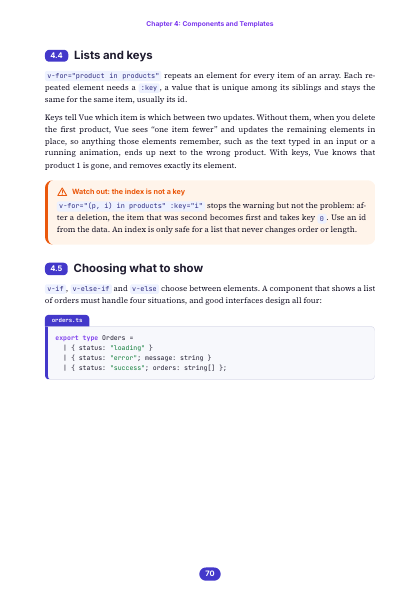 Chapter 4: Components and Templates
4.4 Lists and keys
v-for="product in products" repeats an element for every item of an array. Each re-
peated element needs a :key, a value that is unique among its siblings and stays the
same for the same item, usually its id.
Keys tell Vue which item is which between two updates. Without them, when you delete
the first product, Vue sees “one item fewer” and updates the remaining elements in
place, so anything those elements remember, such as the text typed in an input or a
running animation, ends up next to the wrong product. With keys, Vue knows that
product 1 is gone, and removes exactly its element.
Watch out: the index is not a key
v-for="(p, i) in products" :key="i" stops the warning but not the problem: af-
ter a deletion, the item that was second becomes first and takes key 0. Use an id
from the data. An index is only safe for a list that never changes order or length.
4.5 Choosing what to show
v-if, v-else-if and v-else choose between elements. A component that shows a list
of orders must handle four situations, and good interfaces design all four:
orders.ts
export type Orders =
| { status: "loading" }
| { status: "error"; message: string }
| { status: "success"; orders: string[] };
70